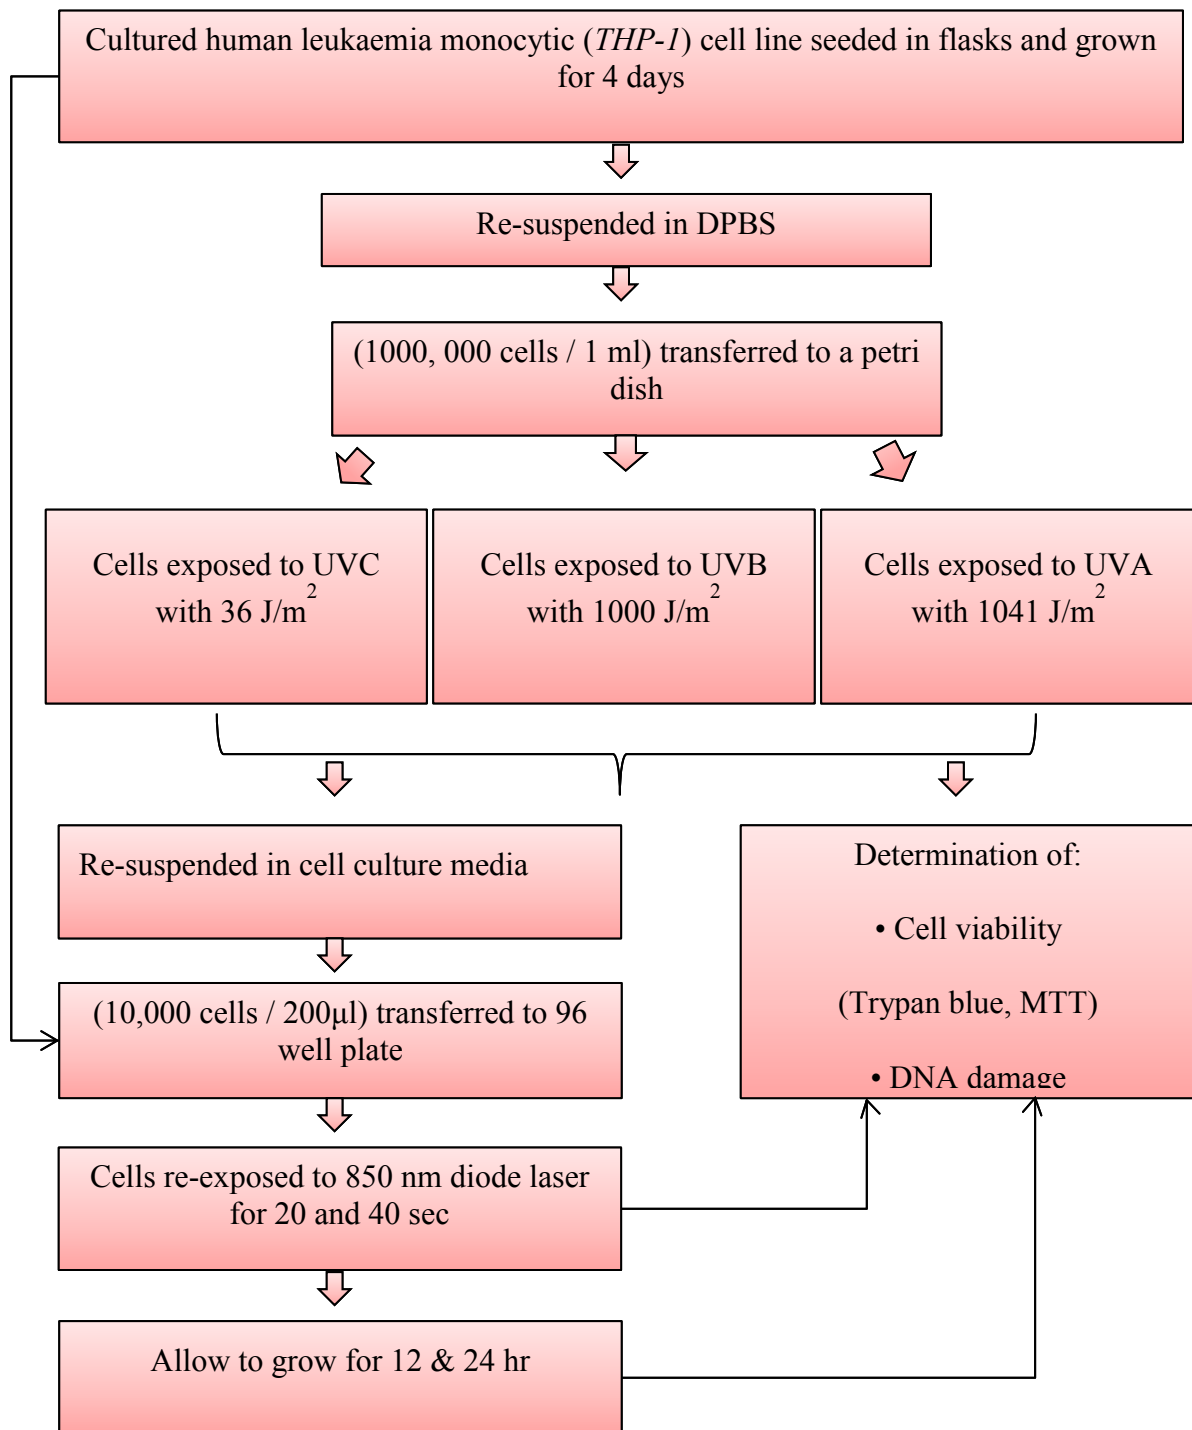 Cultured human leukaemia monocytic (THP-1) cell line seeded in flasks and grown
for 4 days
Re-suspended in DPBS
(1000, 000 cells / 1 ml) transferred to a petri
dish
Cells exposed to UVC
with 36 J/m²
Cells exposed to UVB
with 1000 J/m²
Cells exposed to UVA
with 1041 J/m²
Re-suspended in cell culture media
(10,000 cells / 200µl) transferred to 96
well plate
Cells re-exposed to 850 nm diode laser
for 20 and 40 sec
Allow to grow for 12 & 24 hr
Determination of:
• Cell viability
(Trypan blue, MTT)
• DNA damage